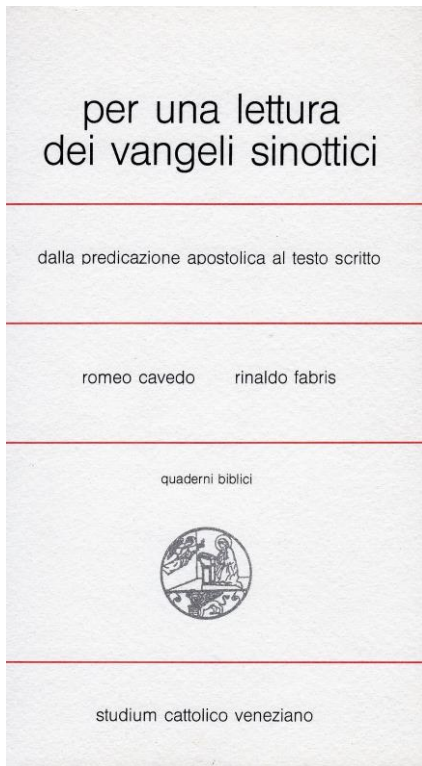 per una lettura
dei vangeli sinottici
dalla predicazione apostolica al testo scritto
romeo cavedo rinaldo fabris
quaderni biblici
studium cattolico veneziano